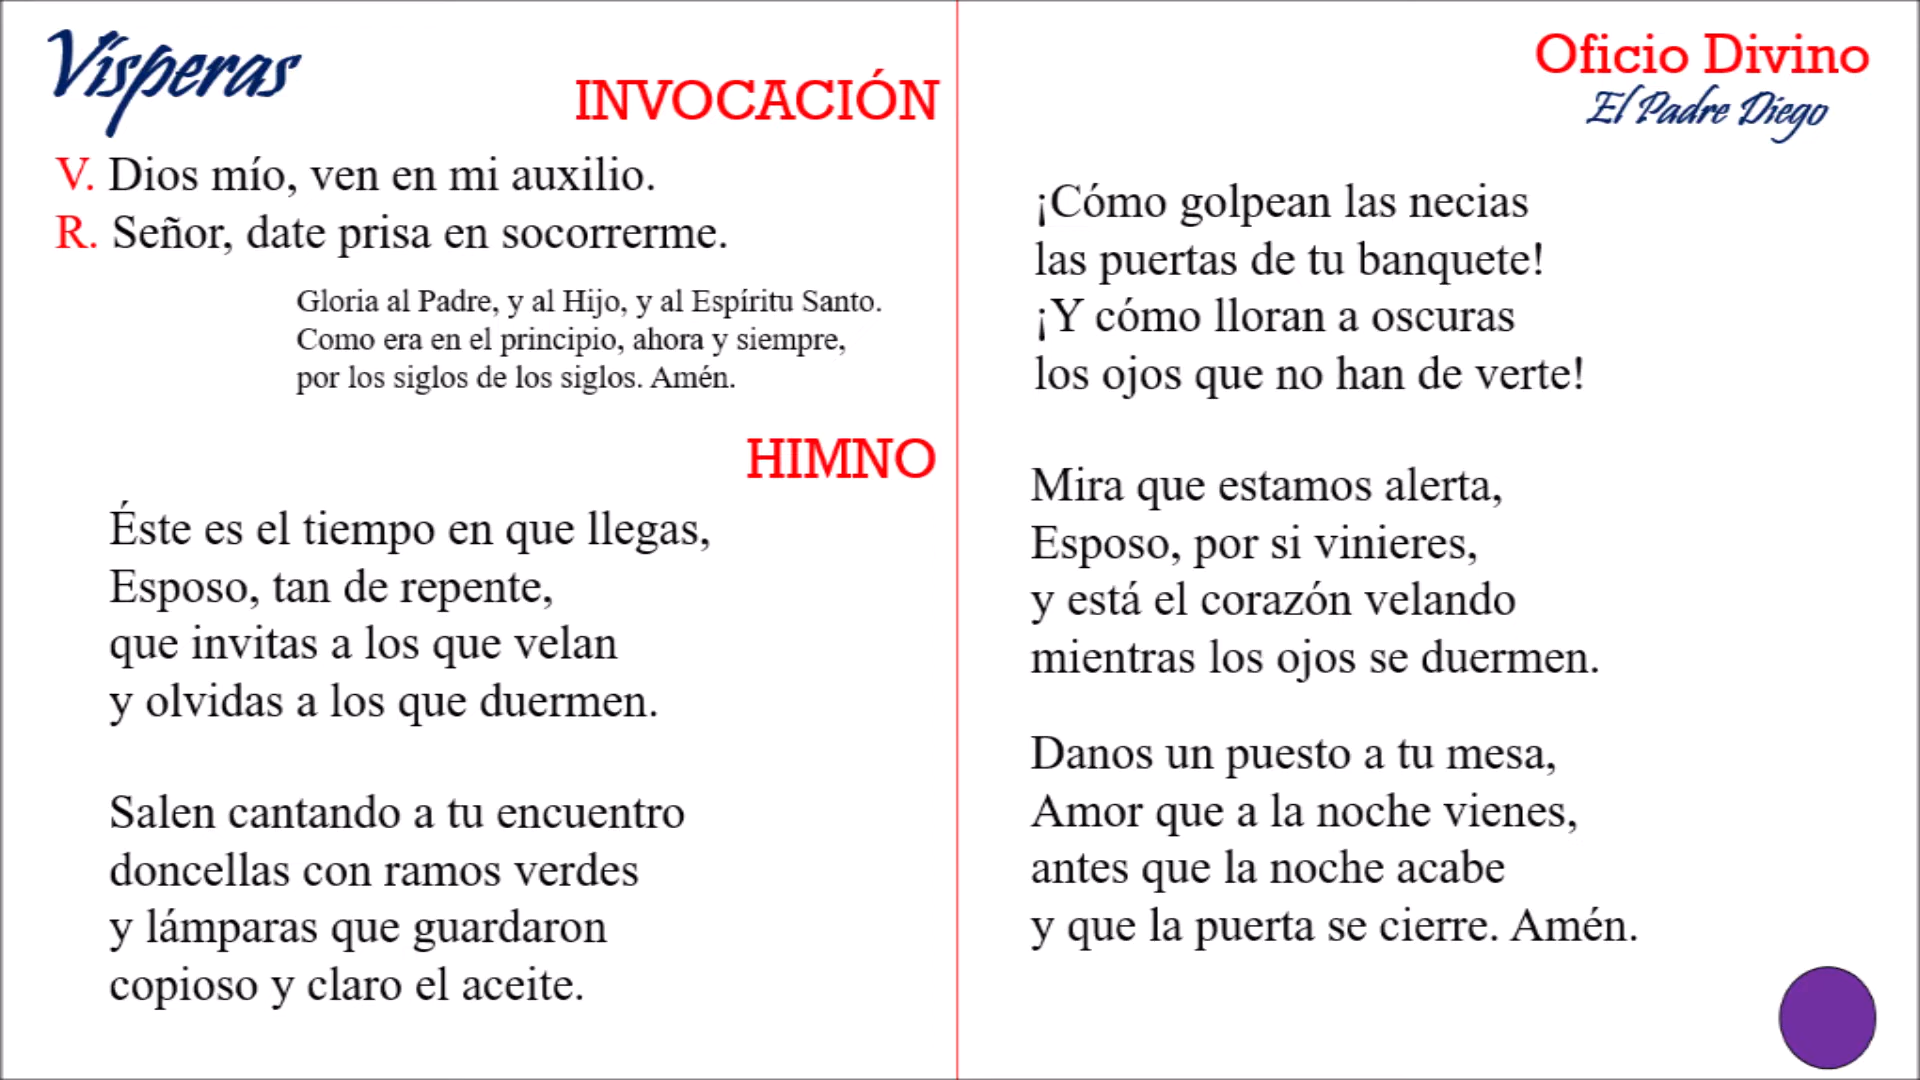 Vísperas
INVOCACIÓN
V. Dios mío, ven en mi auxilio.
R. Señor, date prisa en socorrerme.
Gloria al Padre, y al Hijo, y al Espíritu Santo.
Como era en el principio, ahora y siempre,
por los siglos de los siglos. Amén.
HIMNO
Éste es el tiempo en que llegas,
Esposo, tan de repente,
que invitas a los que velan
y olvidas a los que duermen.
Salen cantando a tu encuentro
doncellas con ramos verdes
y lámparas que guardaron
copioso y claro el aceite.
Oficio Divino
El Padre Diego
¡Cómo golpean las necias
las puertas de tu banquete!
¡Y cómo lloran a oscuras
los ojos que no han de verte!
Mira que estamos alerta,
Esposo, por si vinieres,
y está el corazón velando
mientras los ojos se duermen.
Danos un puesto a tu mesa,
Amor que a la noche vienes,
antes que la noche acabe
y que la puerta se cierre. Amén.